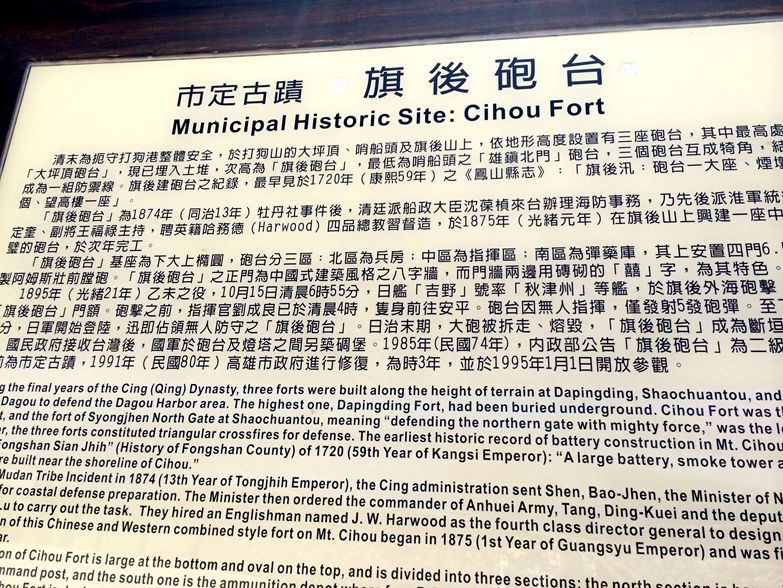 市定古蹟 旗後砲台
Municipal Historic Site: Cihou Fort
清末為扼守打狗港整體安全，於打狗山的大坪頂、哨船頭及旗後山上，依地形高度設置有三座砲台，其中最高處
「大坪頂砲台」，現已埋入土堆，次高為「旗後砲台」，最低為哨船頭之「雄鎮北門」砲台，三個砲台互成犄角，結
成為一組防禦線。旗後建砲台之紀錄，最早見於1720年（康熙59年）之《鳳山縣志》：「旗後汛：砲台一大座、煙墩
個、望高樓一座」。
「旗後砲台」為1874年（同治13年）牡丹社事件後，清廷派船政大臣沈葆楨來台辦理海防事務，乃先後派淮軍統
定奎、副將王福祿主持，聘英籍哈務德（Harwood）四品總教習督造，於1875年（光緒元年）在旗後山上興建一座中
璧的砲台，於次年完工。
「旗後砲台」基座為下大上橢圓，砲台分三區：北區為兵房；中區為指揮區；南區為彈藥庫，其上安置四門6.
製阿姆斯壯前膛砲。「旗後砲台」之正門為中國式建築風格之八字牆，而門牆兩邊用磚砌的「囍」字，為其特色。
1895年（光緒21年）乙未之役，10月15日清晨6時55分，日艦「吉野」號率「秋津州」等艦，於旗後外海砲擊
「旗後砲台」門額。砲擊之前，指揮官劉成良已於清晨4時，隻身前往安平。砲台因無人指揮，僅發射5發砲彈。至
分，日軍開始登陸，迅即佔領無人防守之「旗後砲台」。日治末期，大砲被拆走、熔毀，「旗後砲台」成為斷垣
國民政府接收台灣後，國軍於砲台及燈塔之間另築碉堡。1985年(民國74年)，內政部公告「旗後砲台」為二級
為市定古蹟，1991年（民國80年）高雄市政府進行修復，為時3年，並於1995年1月1日開放參觀。
g the final years of the Cing (Qing) Dynasty, three forts were built along the height of terrain at Dapingding, Shaochuantou, and
Dagou to defend the Dagou Harbor area. The highest one, Dapingding Fort, had been buried underground. Cihou Fort was t
t, and the fort of Syongjhen North Gate at Shaochuantou, meaning “defending the northern gate with mighty force,” was the lo
er, the three forts constituted triangular crossfires for defense. The earliest historic record of battery construction in Mt. Cihou
Fongshan Sian Jhih” (History of Fongshan County) of 1720 (59th Year of Kangsi Emperor): “A large battery, smoke tower a
re built near the shoreline of Cihou.”
Mudan Tribe Incident in 1874 (13th Year of Tongjhih Emperor), the Cing administration sent Shen, Bao-Jhen, the Minister of N
for coastal defense preparation. The Minister then ordered the commander of Anhuei Army, Tang, Ding-Kuei and the deput
Lu to carry out the task. They hired an Englishman named J. W. Harwood as the fourth class director general to design
n of this Chinese and Western combined style fort on Mt. Cihou began in 1875 (1st Year of Guangsyu Emperor) and was fi
ar.
on of Cihou Fort is large at the bottom and oval on the top, and is divided into three sections: the north section is
mmand post, and the south one is the ammunition depot where four